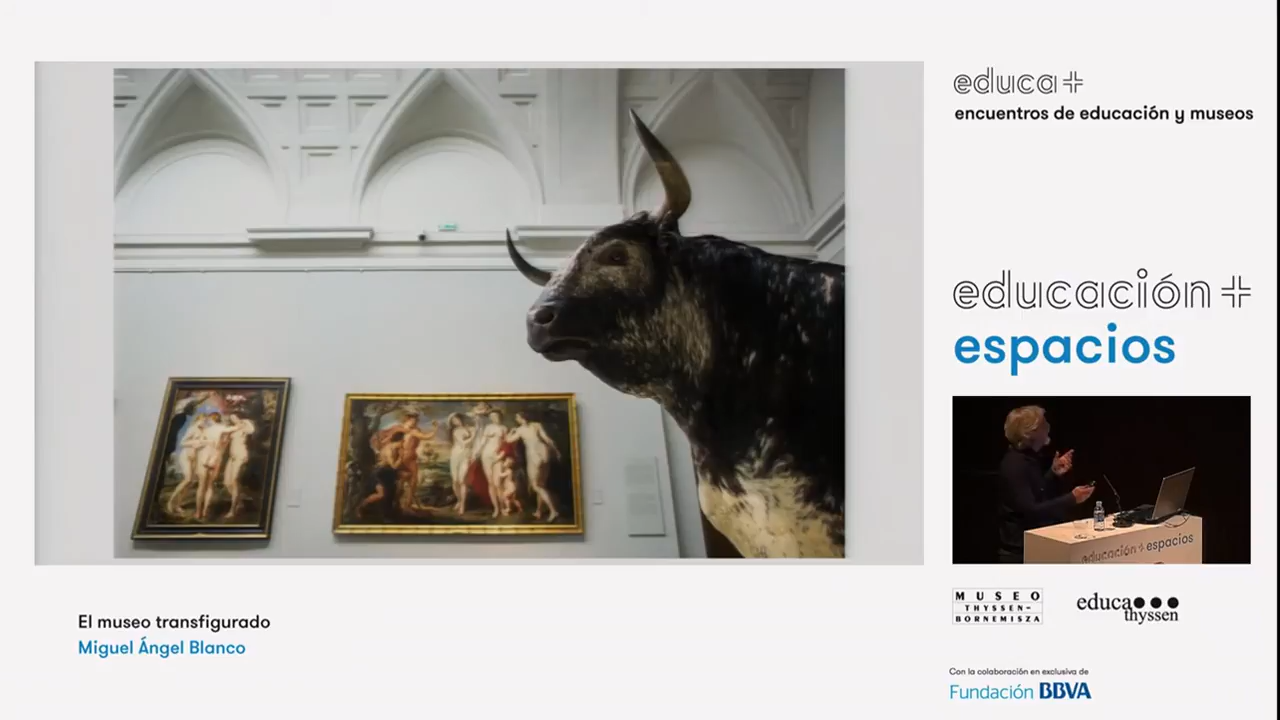 educa+
encuentros de educación y museos
educación+
espacios
educación+espacios
El museo transfigurado
Miguel Ángel Blanco
MUSEO
THYSSEN-
BORNEMISZA
educa
thyssen
Con la colaboración en exclusiva de
Fundación BBVA